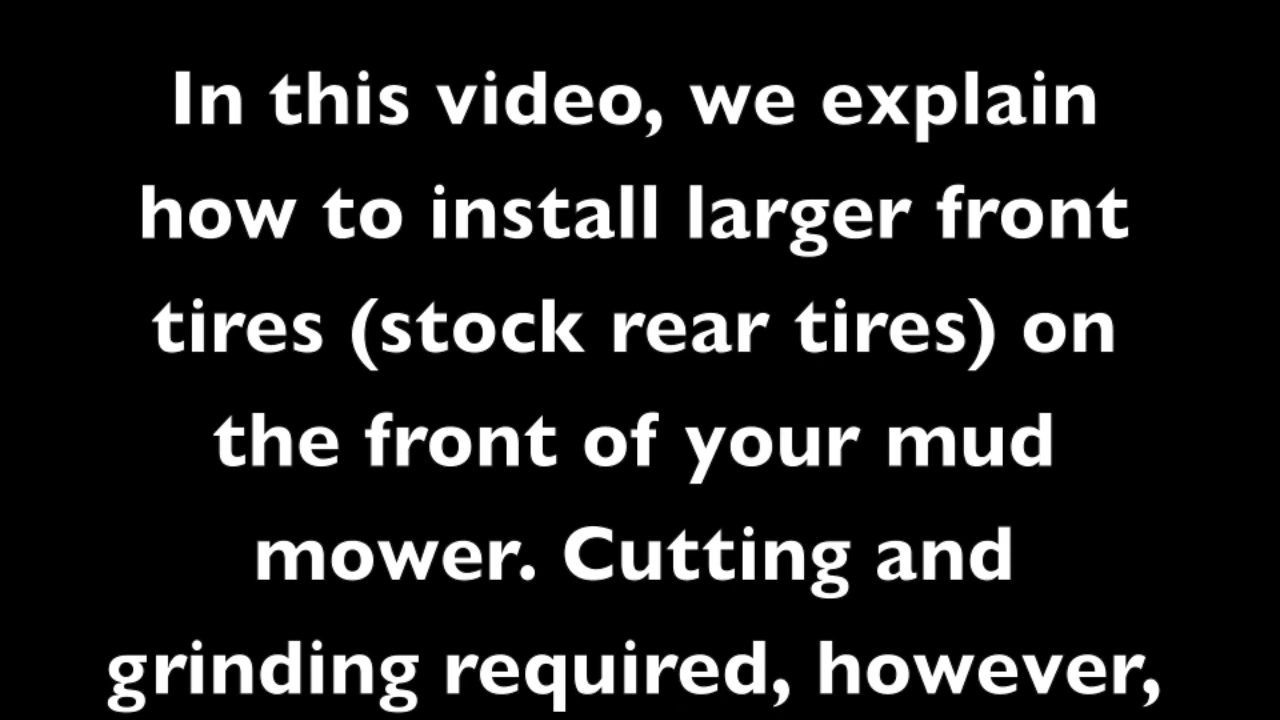 In this video, we explain
how to install larger front
tires (stock rear tires) on
the front of your mud
mower. Cutting and
grinding required, however,